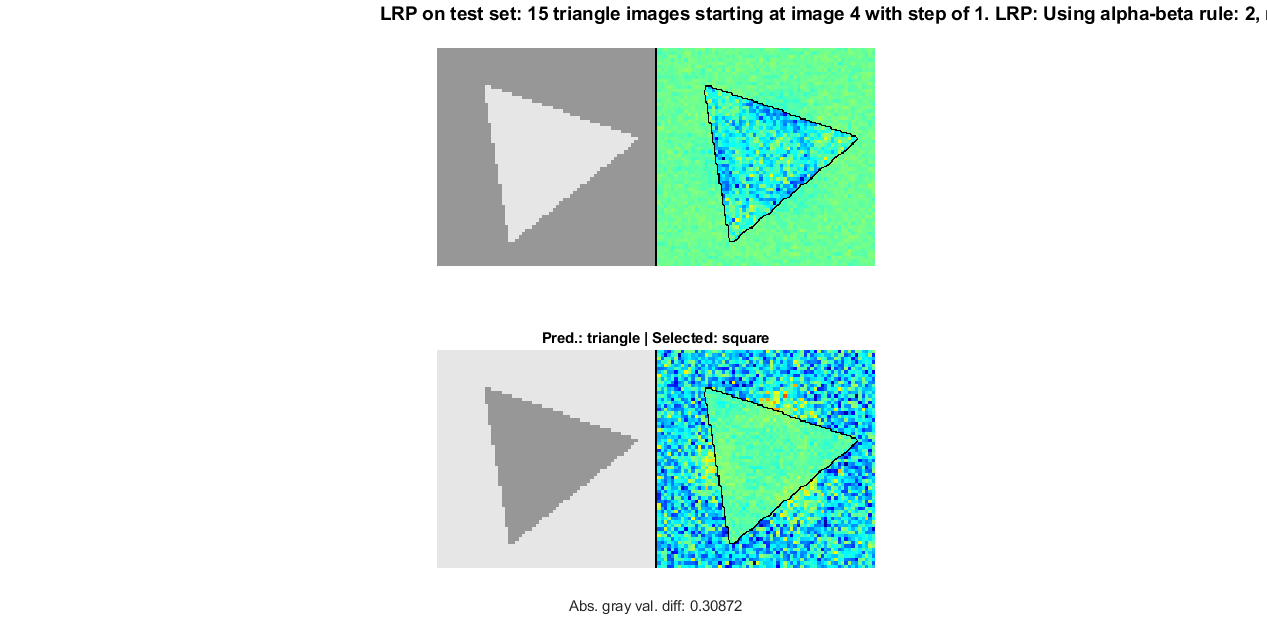 LRP on test set: 15 triangle images starting at image 4 with step of 1. LRP: Using alpha-beta rule: 2,
Pred.: triangle | Selected: square
Abs. gray val. diff: 0.30872